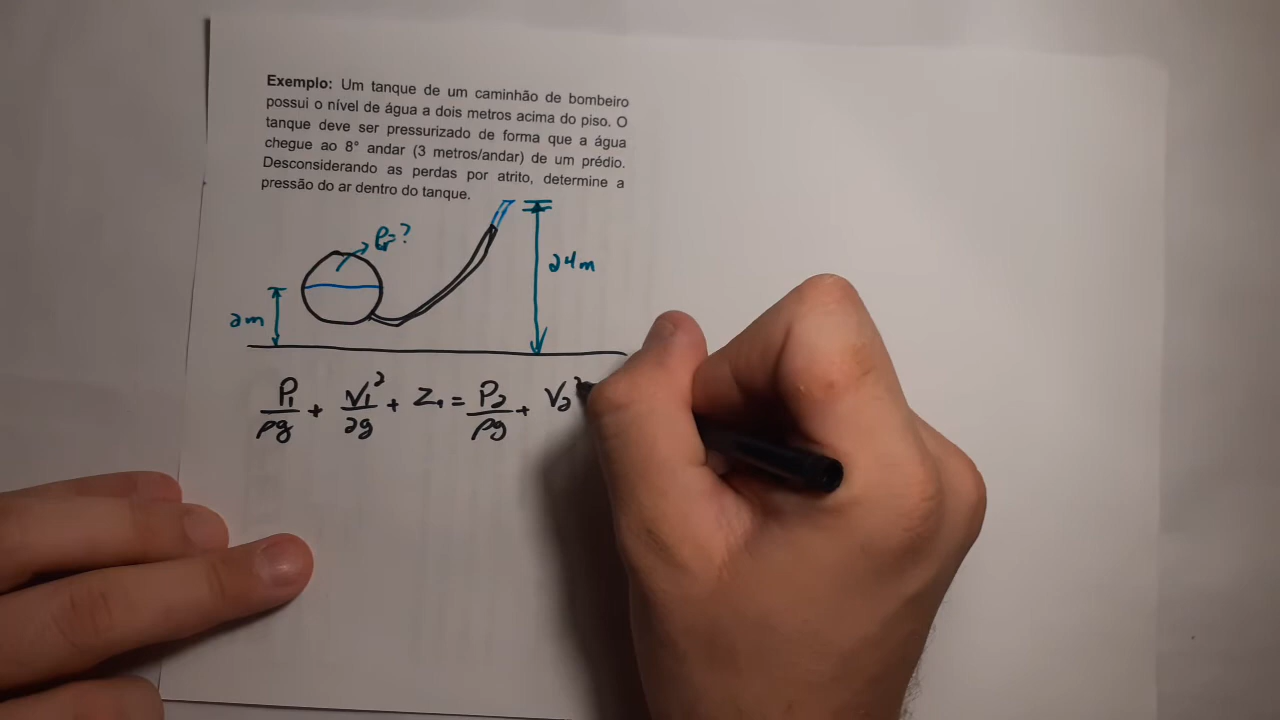 Exemplo: Um tanque de um caminhão de bombeiro
possui o nível de água a dois metros acima do piso. O
tanque deve ser pressurizado de forma que a água
chegue ao 8° andar (3 metros/andar) de um prédio.
Desconsiderando as perdas por atrito, determine a
pressão do ar dentro do tanque.
P₁=?
24m
2m
P₁/ρg + V₁²/2g + Z₁ = P₂/ρg + V₂²